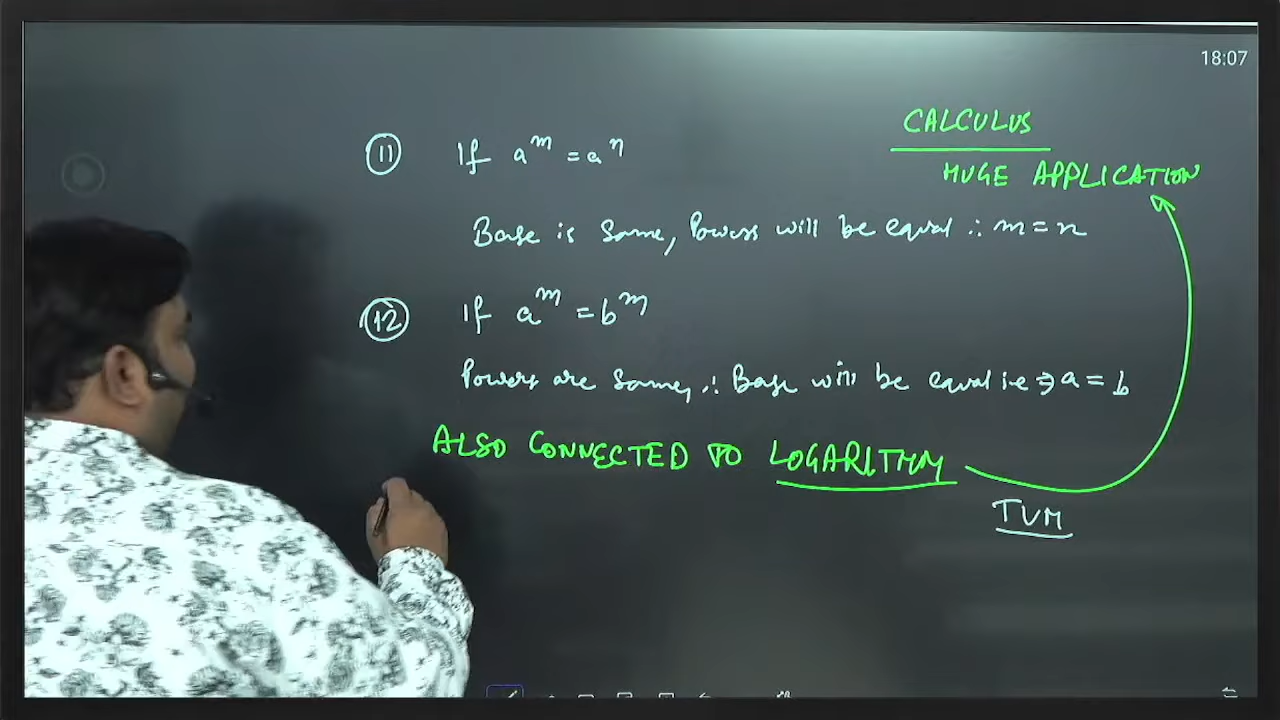 18:07
CALCULUS
HUGE APPLICATION
⑪ If a^m = a^n
Base is same, Powers will be equal ∴ m = n
⑫ If a^m = b^m
Powers are same, ∴ Base will be equal i.e ⇒ a = b
ALSO CONNECTED TO LOGARITHM
TVM